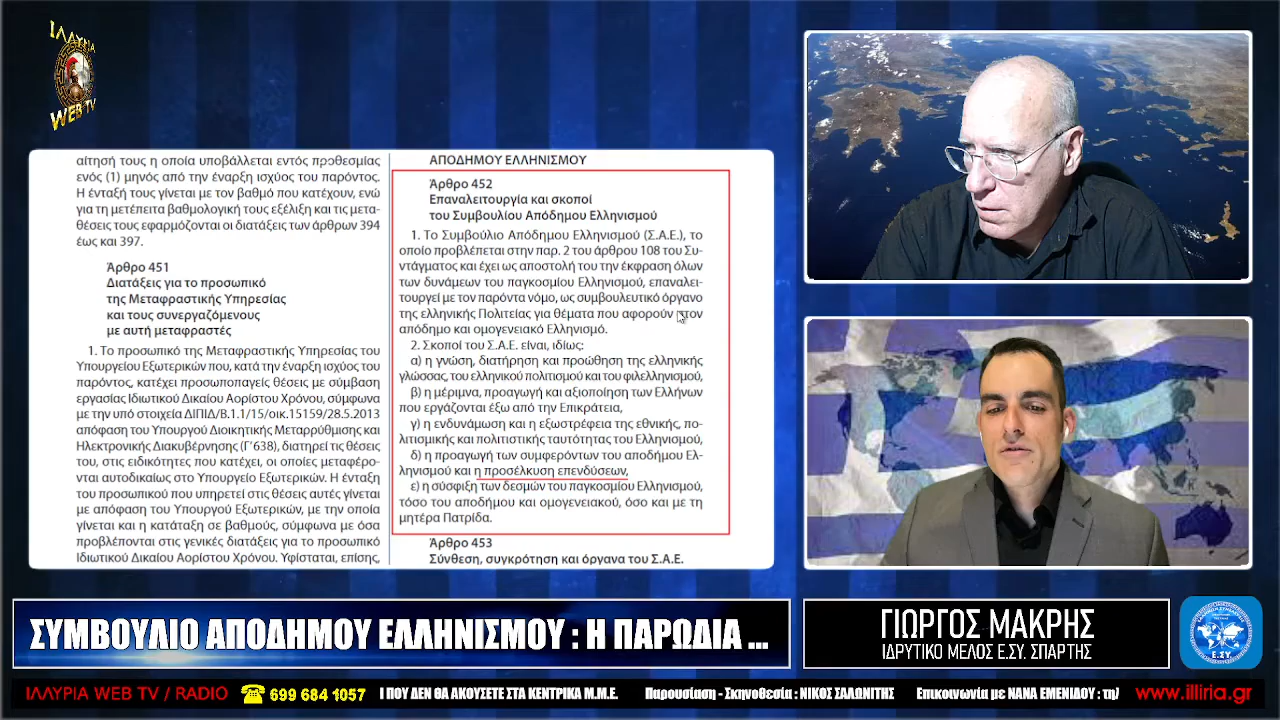 ΙΛΛΥΡΙΑ
WEB TV
αίτησή τους η οποία υποβάλλεται εντός προθεσμίας
ενός (1) μηνός από την έναρξη ισχύος του παρόντος.
Η ένταξή τους γίνεται με τον βαθμό που κατέχουν, ενώ
για τη μετέπειτα βαθμολογική τους εξέλιξη και τις μετα-
θέσεις τους εφαρμόζονται οι διατάξεις των άρθρων 394
έως και 397.
Άρθρο 451
Διατάξεις για το προσωπικό
της Μεταφραστικής Υπηρεσίας
και τους συνεργαζόμενους
με αυτή μεταφραστές
1. Το προσωπικό της Μεταφραστικής Υπηρεσίας του
Υπουργείου Εξωτερικών που, κατά την έναρξη ισχύος του
παρόντος, κατέχει προσωποπαγείς θέσεις με σύμβαση
εργασίας Ιδιωτικού Δικαίου Αορίστου Χρόνου, σύμφωνα
με την υπό στοιχεία ΔΙΠΙΔ/Β.1.1/15/οικ.15159/28.5.2013
απόφαση του Υπουργού Διοικητικής Μεταρρύθμισης και
Ηλεκτρονικής Διακυβέρνησης (Γ΄638), διατηρεί τις θέσεις
του, στις ειδικότητες που κατέχει, οι οποίες μεταφέρο-
νται αυτοδικαίως στο Υπουργείο Εξωτερικών. Η ένταξη
του προσωπικού που υπηρετεί στις θέσεις αυτές γίνεται
με απόφαση του Υπουργού Εξωτερικών, με την οποία
γίνεται και η κατάταξη σε βαθμούς, σύμφωνα με όσα
προβλέπονται στις γενικές διατάξεις για το προσωπικό
Ιδιωτικού Δικαίου Αορίστου Χρόνου. Υφίσταται, επίσης,
ΑΠΟΔΗΜΟΥ ΕΛΛΗΝΙΣΜΟΥ
Άρθρο 452
Επαναλειτουργία και σκοποί
του Συμβουλίου Απόδημου Ελληνισμού
1. Το Συμβούλιο Απόδημου Ελληνισμού (Σ.Α.Ε.), το
οποίο προβλέπεται στην παρ. 2 του άρθρου 108 του Συ-
ντάγματος και έχει ως αποστολή του την έκφραση όλων
των δυνάμεων του παγκοσμίου Ελληνισμού, επαναλει-
τουργεί με τον παρόντα νόμο, ως συμβουλευτικό όργανο
της ελληνικής Πολιτείας για θέματα που αφορούν στον
απόδημο και ομογενειακό Ελληνισμό.
2. Σκοποί του Σ.Α.Ε. είναι, ιδίως:
α) η γνώση, διατήρηση και προώθηση της ελληνικής
γλώσσας, του ελληνικού πολιτισμού και του φιλελληνισμού,
β) η μέριμνα, προαγωγή και αξιοποίηση των Ελλήνων
που εργάζονται έξω από την Επικράτεια,
γ) η ενδυνάμωση και η εξωστρέφεια της εθνικής, πο-
λιτισμικής και πολιτιστικής ταυτότητας του Ελληνισμού,
δ) η προαγωγή των συμφερόντων του απόδημου Ελ-
ληνισμού και η προσέλκυση επενδύσεων,
ε) η σύσφιξη των δεσμών του παγκοσμίου Ελληνισμού,
τόσο του απόδημου και ομογενειακού, όσο και με τη
μητέρα Πατρίδα.
Άρθρο 453
Σύνθεση, συγκρότηση και όργανα του Σ.Α.Ε.
ΣΥΜΒΟΥΛΙΟ ΑΠΟΔΗΜΟΥ ΕΛΛΗΝΙΣΜΟΥ : Η ΠΑΡΩΔΙΑ ...
ΓΙΩΡΓΟΣ ΜΑΚΡΗΣ
ΙΔΡΥΤΙΚΟ ΜΕΛΟΣ Ε.ΣΥ. ΣΠΑΡΤΗΣ
Ε.ΣΥ.
ΙΛΛΥΡΙΑ WEB TV / RADIO ☎ 699 684 1057 Ι ΠΟΥ ΔΕΝ ΘΑ ΑΚΟΥΣΕΤΕ ΣΤΑ ΚΕΝΤΡΙΚΑ Μ.Μ.Ε. Παρουσίαση - Σκηνοθεσία : ΝΙΚΟΣ ΣΑΛΩΝΙΤΗΣ Επικοινωνία με ΝΑΝΑ ΕΜΕΝΙΔΟΥ : τηλ www.illiria.gr